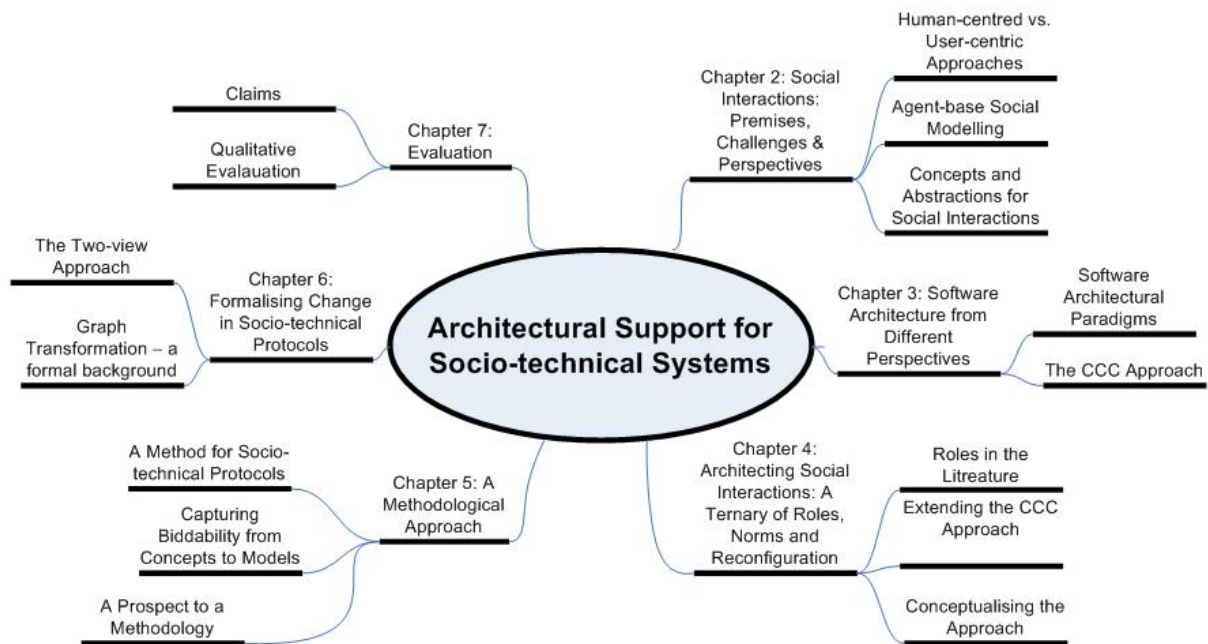 Architectural Support for
Socio-technical Systems
Chapter 2: Social
Interactions:
Premises,
Challenges &
Perspectives
Human-centred vs.
User-centric
Approaches
Agent-base Social
Modelling
Concepts and
Abstractions for
Social Interactions
Chapter 3: Software
Architecture from
Different
Perspectives
Software
Architectural
Paradigms
The CCC Approach
Chapter 4:
Architecting Social
Interactions: A
Ternary of Roles,
Norms and
Reconfiguration
Roles in the
Litreature
Extending the CCC
Approach
Conceptualising the
Approach
Chapter 5: A
Methodological
Approach
A Method for Socio-
technical Protocols
Capturing
Biddability from
Concepts to Models
A Prospect to a
Methodology
Chapter 6:
Formalising Change
in Socio-technical
Protocols
The Two-view
Approach
Graph
Transformation – a
formal background
Chapter 7:
Evaluation
Claims
Qualitative
Evalauation